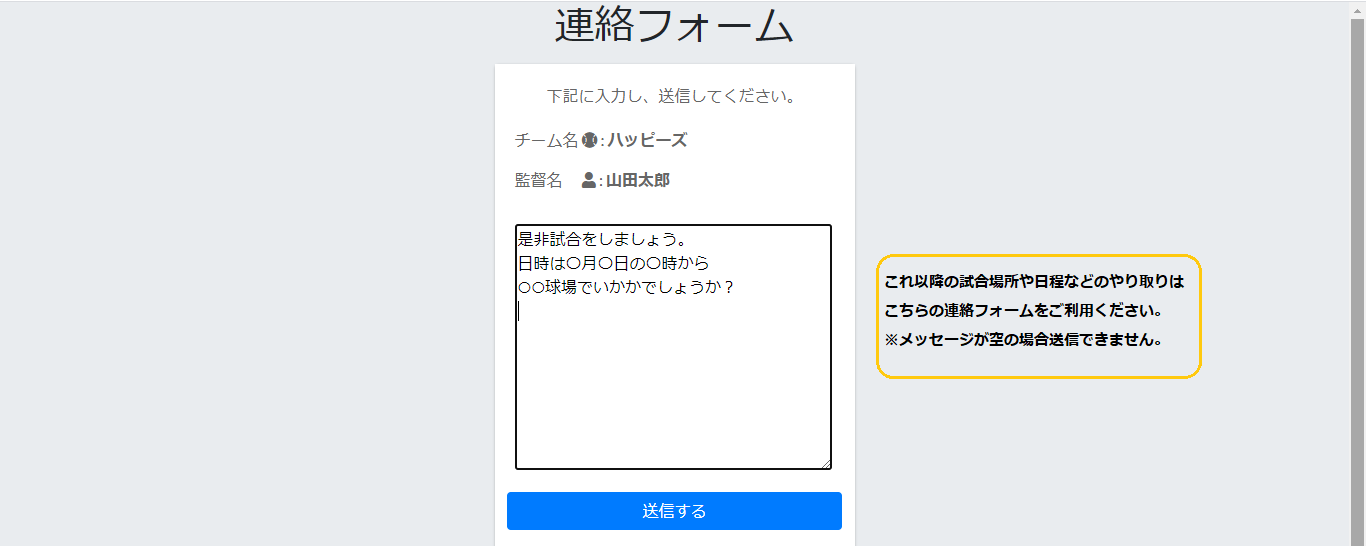 連絡フォーム
下記に入力し、送信してください。
チーム名 : ハッピーズ
監督名 : 山田太郎
是非試合をしましょう。
日時は〇月〇日の〇時から
○○球場でいかかでしょうか？
これ以降の試合場所や日程などのやり取りは
こちらの連絡フォームをご利用ください。
※メッセージが空の場合送信できません。
送信する